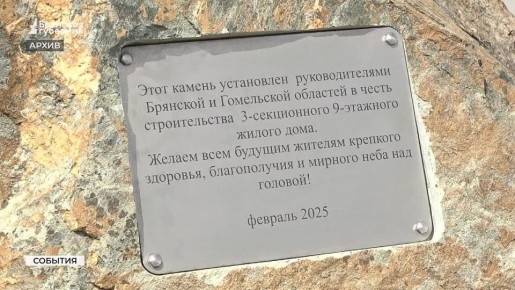 АРХИВ
Этот камень установлен руководителями
Брянской и Гомельской областей в честь
строительства 3-секционного 9-этажного
жилого дома.
Желаем всем будущим жителям крепкого
здоровья, благополучия и мирного неба над
головой!
февраль 2025
СОБЫТИЯ